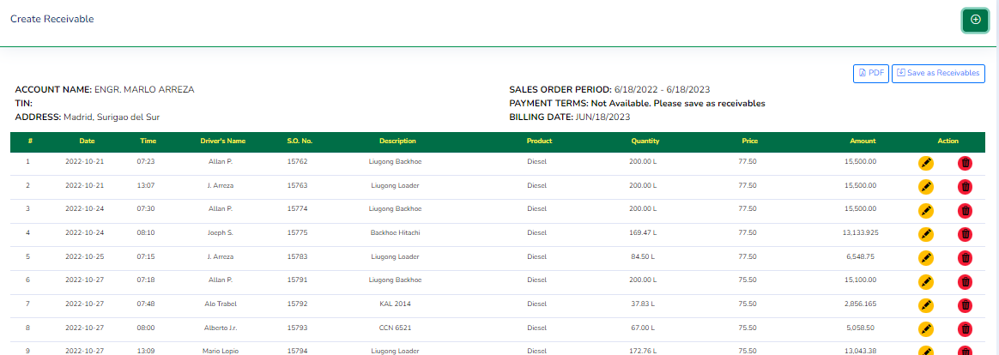 Create Receivable
PDF Save as Receivables
ACCOUNT NAME: ENGR. MARLO ARREZA
TIN:
ADDRESS: Madrid, Surigao del Sur
SALES ORDER PERIOD: 6/18/2022 - 6/18/2023
PAYMENT TERMS: Not Available. Please save as receivables
BILLING DATE: JUN/18/2023
# Date Time Driver's Name S.O. No. Description Product Quantity Price Amount Action
1 2022-10-21 07:23 Allan P. 15762 Liugong Backhoe Diesel 200.00 L 77.50 15,500.00
2 2022-10-21 13:07 J. Arreza 15763 Liugong Loader Diesel 200.00 L 77.50 15,500.00
3 2022-10-24 07:30 Allan P. 15774 Liugong Backhoe Diesel 200.00 L 77.50 15,500.00
4 2022-10-24 08:10 Joeph S. 15775 Backhoe Hitachi Diesel 169.47 L 77.50 13,133.925
5 2022-10-25 07:15 J. Arreza 15783 Liugong Loader Diesel 84.50 L 77.50 6,548.75
6 2022-10-27 07:18 Allan P. 15791 Liugong Backhoe Diesel 200.00 L 75.50 15,100.00
7 2022-10-27 07:48 Alo Trabel 15792 KAL 2014 Diesel 37.83 L 75.50 2,856.165
8 2022-10-27 08:00 Alberto J.r. 15793 CCN 6521 Diesel 67.00 L 75.50 5,058.50
9 2022-10-27 13:09 Mario Lopio 15794 Liugong Loader Diesel 172.76 L 75.50 13,043.38